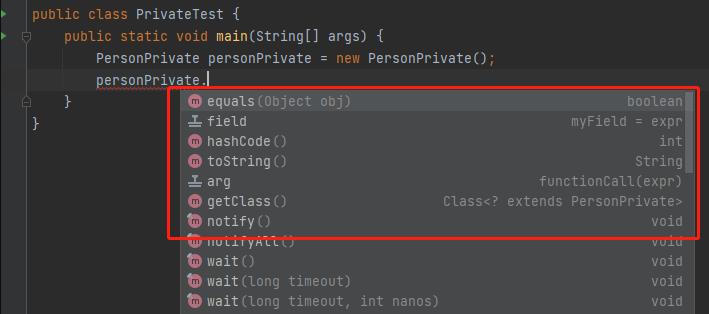 public class PrivateTest {
public static void main(String[] args) {
PersonPrivate personPrivate = new PersonPrivate();
personPrivate.
equals(Object obj) boolean
}
field myField = expr
}
hashCode() int
toString() String
arg functionCall(expr)
getClass() Class<? extends PersonPrivate>
notify() void
notifyAll() void
wait() void
wait(long timeout) void
wait(long timeout, int nanos) void